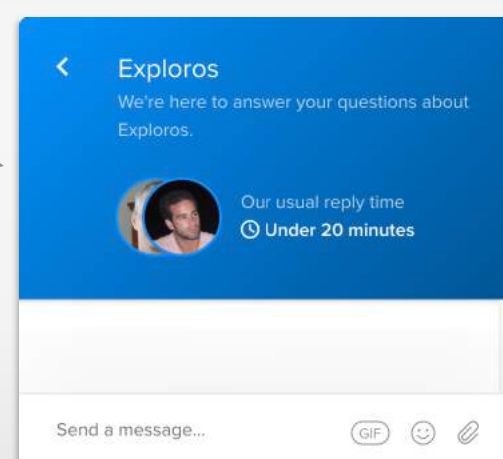 Exploros
We're here to answer your questions about
Exploros.
Our usual reply time
Under 20 minutes
Send a message...
GIF